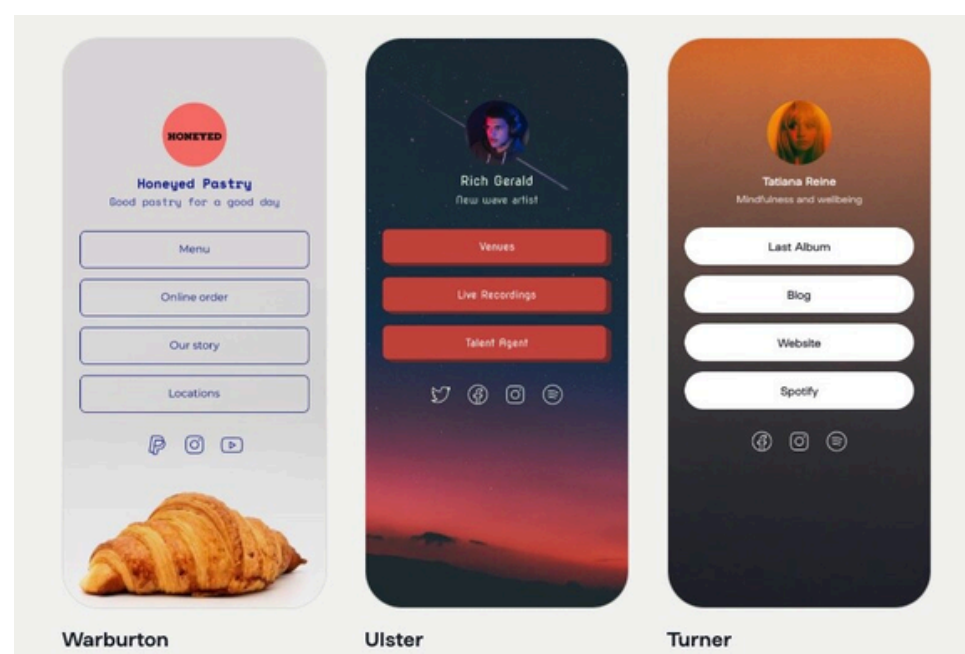 HONEYED
Honeyed Pastry
Good pastry for a good day
Menu
Online order
Our story
Locations
Warburton
Rich Gerald
New wave artist
Venues
Live Recordings
Talent Agent
Ulster
Tatiana Reine
Mindfulness and wellbeing
Last Album
Blog
Website
Spotify
Turner